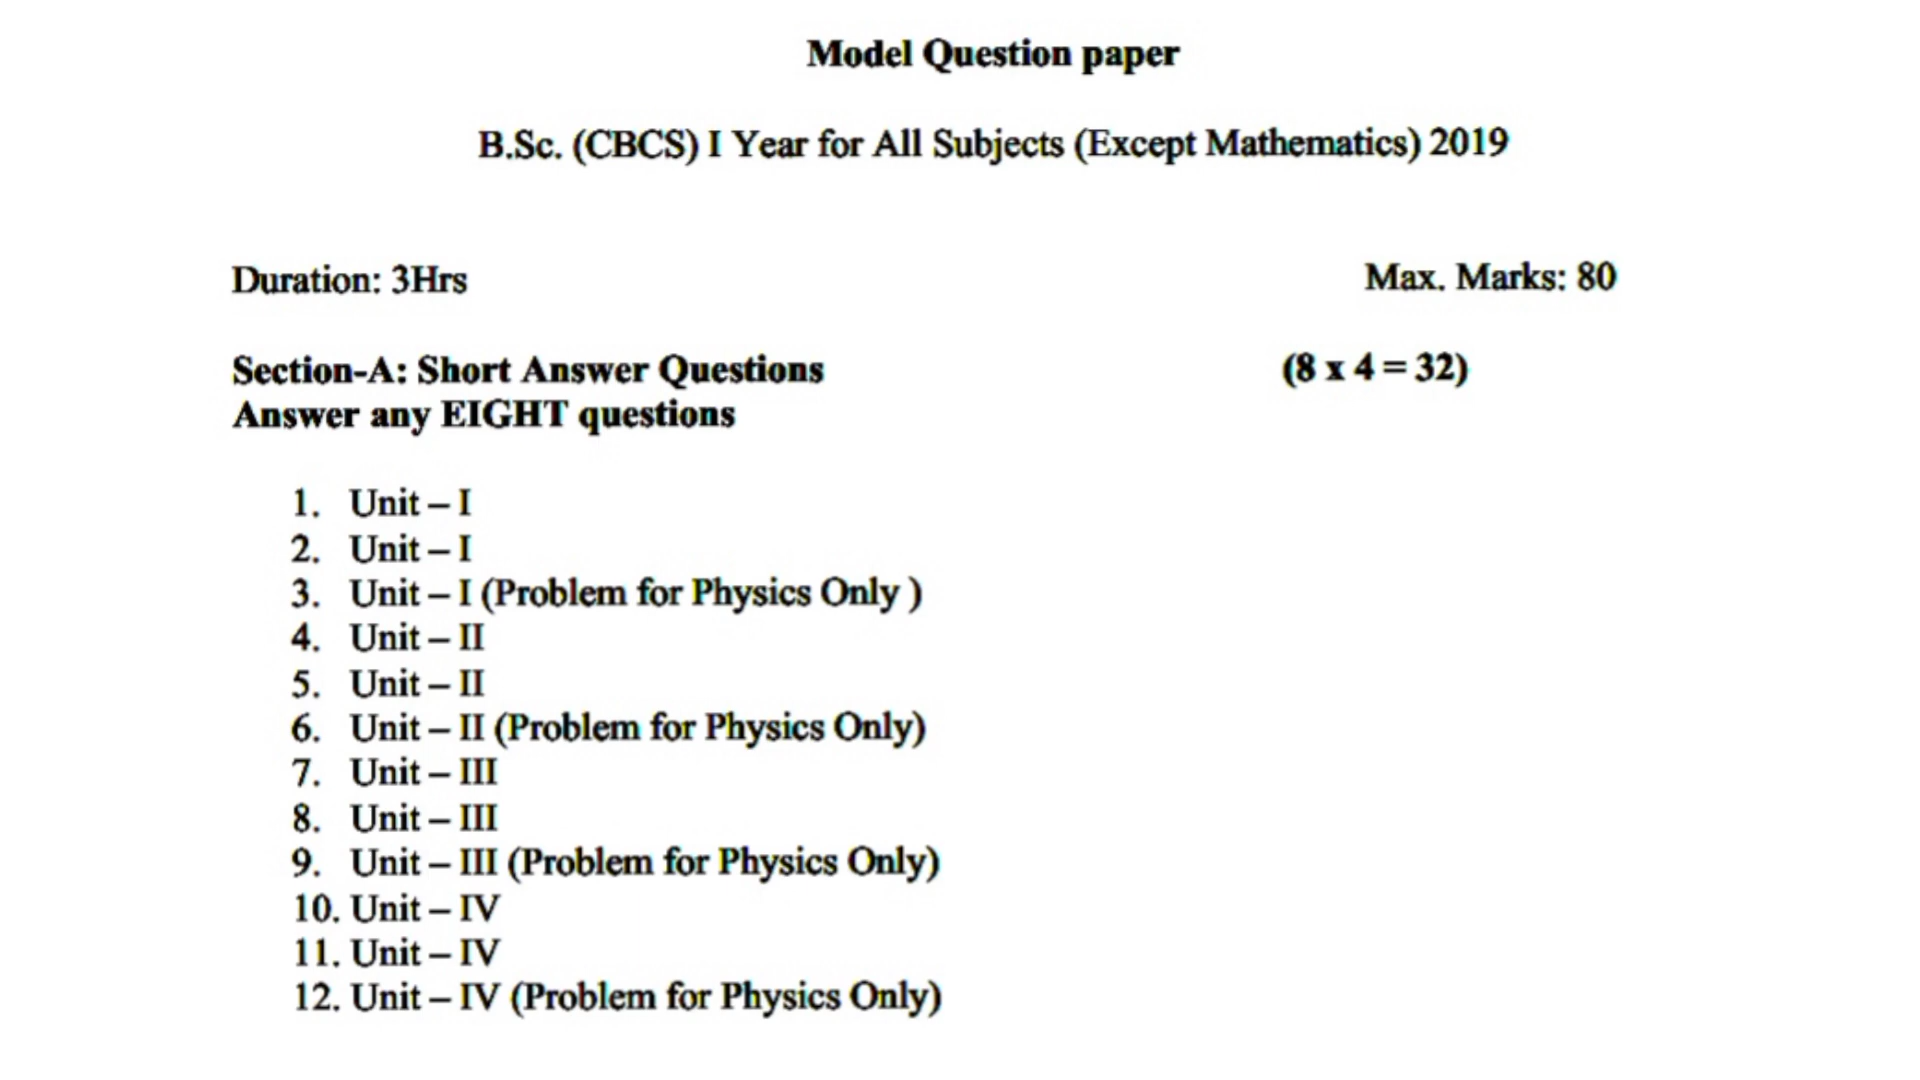 Model Question paper
B.Sc. (CBCS) I Year for All Subjects (Except Mathematics) 2019
Duration: 3Hrs Max. Marks: 80
Section-A: Short Answer Questions (8 x 4 = 32)
Answer any EIGHT questions
1. Unit – I
2. Unit – I
3. Unit – I (Problem for Physics Only )
4. Unit – II
5. Unit – II
6. Unit – II (Problem for Physics Only)
7. Unit – III
8. Unit – III
9. Unit – III (Problem for Physics Only)
10. Unit – IV
11. Unit – IV
12. Unit – IV (Problem for Physics Only)